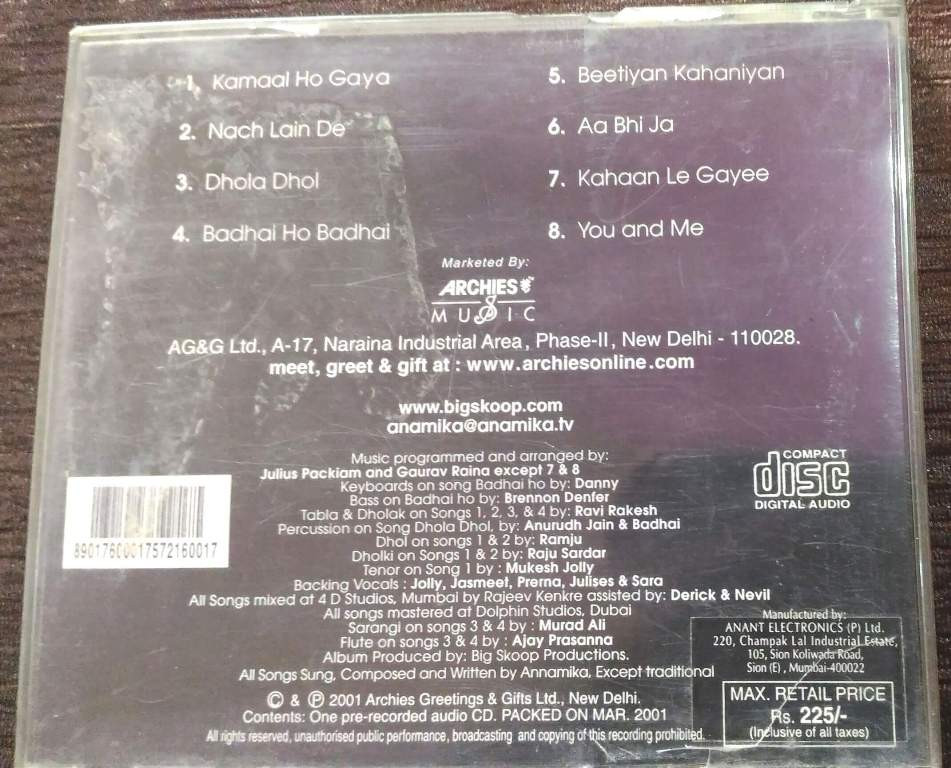 1. Kamaal Ho Gaya
2. Nach Lain De
3. Dhola Dhol
4. Badhai Ho Badhai
5. Beetiyan Kahaniyan
6. Aa Bhi Ja
7. Kahaan Le Gayee
8. You and Me
Marketed By:
ARCHIES
MUSIC
AG&G Ltd., A-17, Naraina Industrial Area, Phase-II, New Delhi - 110028.
meet, greet & gift at : www.archiesonline.com
www.bigskoop.com
anamika@anamika.tv
Music programmed and arranged by:
Julius Packiam and Gaurav Raina except 7 & 8
Keyboards on song Badhai ho by: Danny
Bass on Badhai ho by: Brennon Denfer
Tabla & Dholak on Songs 1, 2, 3, & 4 by: Ravi Rakesh
Percussion on Song Dhola Dhol, by: Anurudh Jain & Badhai
Dhol on songs 1 & 2 by: Ramju
Dholki on Songs 1 & 2 by: Raju Sardar
Tenor on Song 1 by : Mukesh Jolly
Backing Vocals : Jolly, Jasmeet, Prerna, Julises & Sara
All Songs mixed at 4 D Studios, Mumbai by Rajeev Kenkre assisted by: Derick & Nevil
All songs mastered at Dolphin Studios, Dubai
Sarangi on songs 3 & 4 by : Murad Ali
Flute on songs 3 & 4 by : Ajay Prasanna
Album Produced by: Big Skoop Productions.
All Songs Sung, Composed and Written by Annamika, Except traditional
© & ℗ 2001 Archies Greetings & Gifts Ltd., New Delhi.
Contents: One pre-recorded audio CD. PACKED ON MAR. 2001
All rights reserved, unauthorised public performance, broadcasting and copying of this recording prohibited.
89017600017572160017
COMPACT
disc
DIGITAL AUDIO
Manufactured by:
ANANT ELECTRONICS (P) Ltd.
220, Champak Lal Industrial Estate,
105, Sion Koliwada Road,
Sion (E), Mumbai-400022
MAX. RETAIL PRICE
Rs. 225/-
(Inclusive of all taxes)